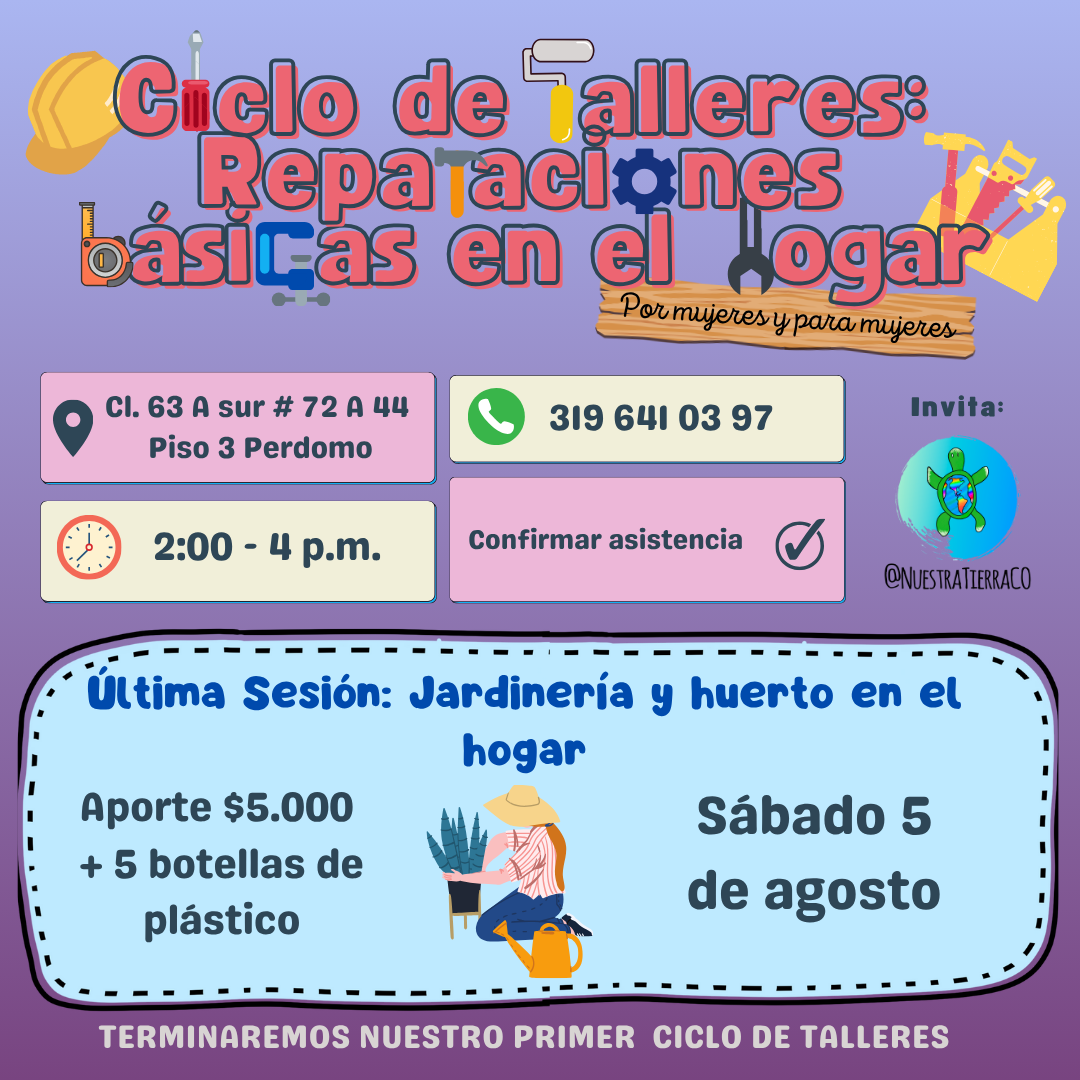 Ciclo de Talleres:
Reparaciones
básicas en el hogar
Por mujeres y para mujeres
Cl. 63 A sur # 72 A 44
Piso 3 Perdomo
319 641 03 97
Invita:
2:00 - 4 p.m.
Confirmar asistencia
@NUESTRATIERRACO
Última Sesión: Jardinería y huerto en el
hogar
Aporte $5.000
+ 5 botellas de
plástico
Sábado 5
de agosto
TERMINAREMOS NUESTRO PRIMER CICLO DE TALLERES